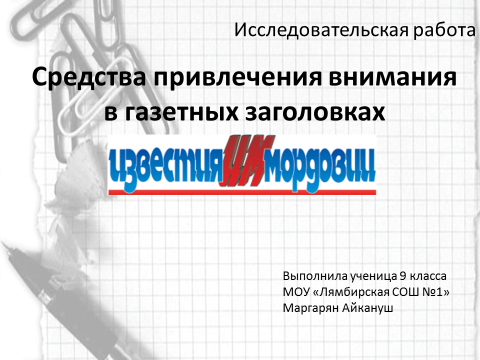 Исследовательская работа
Средства привлечения внимания
в газетных заголовках
известия ИМ мордовии
Выполнила ученица 9 класса
МОУ «Лямбирская СОШ №1»
Маргарян Айкануш